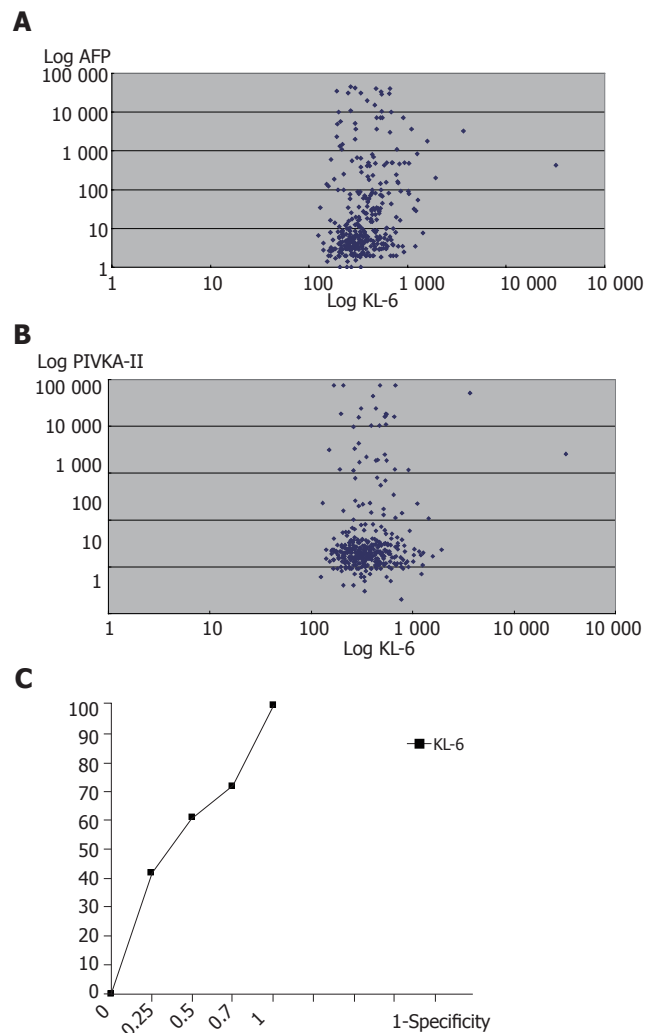 A
Log AFP
100 000
10 000
1 000
100
10
1
1 10 100 1 000 10 000 10 000
Log KL-6
B
Log PIVKA-II
100 000
10 000
1 000
100
10
1
1 10 100 1 000 10 000 10 000
Log KL-6
C
100
90
80
70
60
50
40
30
20
10
0
KL-6
0 0.25 0.5 0.7 1
1-Specificity